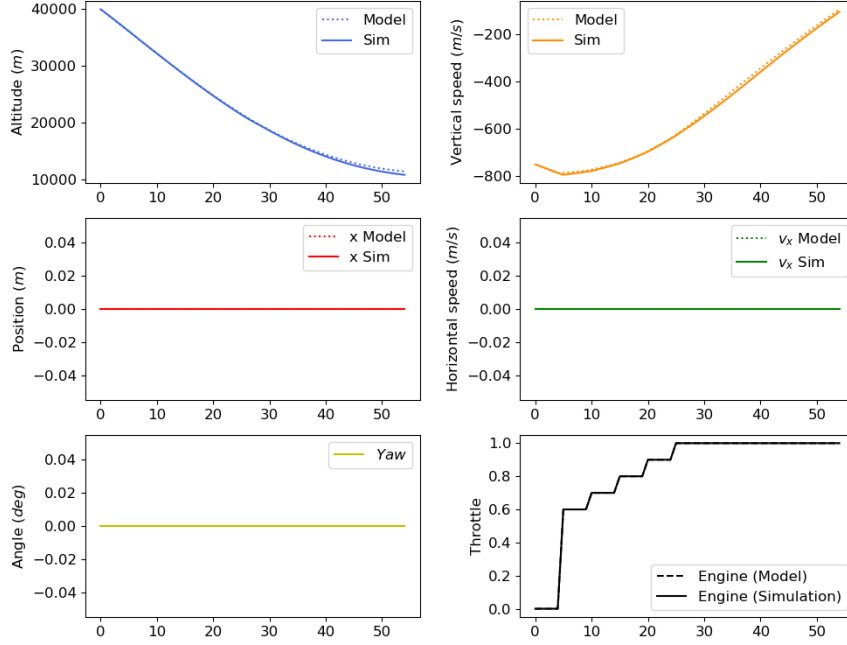 Altitude (m)
40000
30000
20000
10000
0 10 20 30 40 50
Model
Sim
Vertical speed (m/s)
−200
−400
−600
−800
0 10 20 30 40 50
Model
Sim
Position (m)
0.04
0.02
0.00
−0.02
−0.04
0 10 20 30 40 50
x Model
x Sim
Horizontal speed (m/s)
0.04
0.02
0.00
−0.02
−0.04
0 10 20 30 40 50
vₓ Model
vₓ Sim
Angle (deg)
0.04
0.02
0.00
−0.02
−0.04
0 10 20 30 40 50
Yaw
Throttle
1.0
0.8
0.6
0.4
0.2
0.0
0 10 20 30 40 50
Engine (Model)
Engine (Simulation)